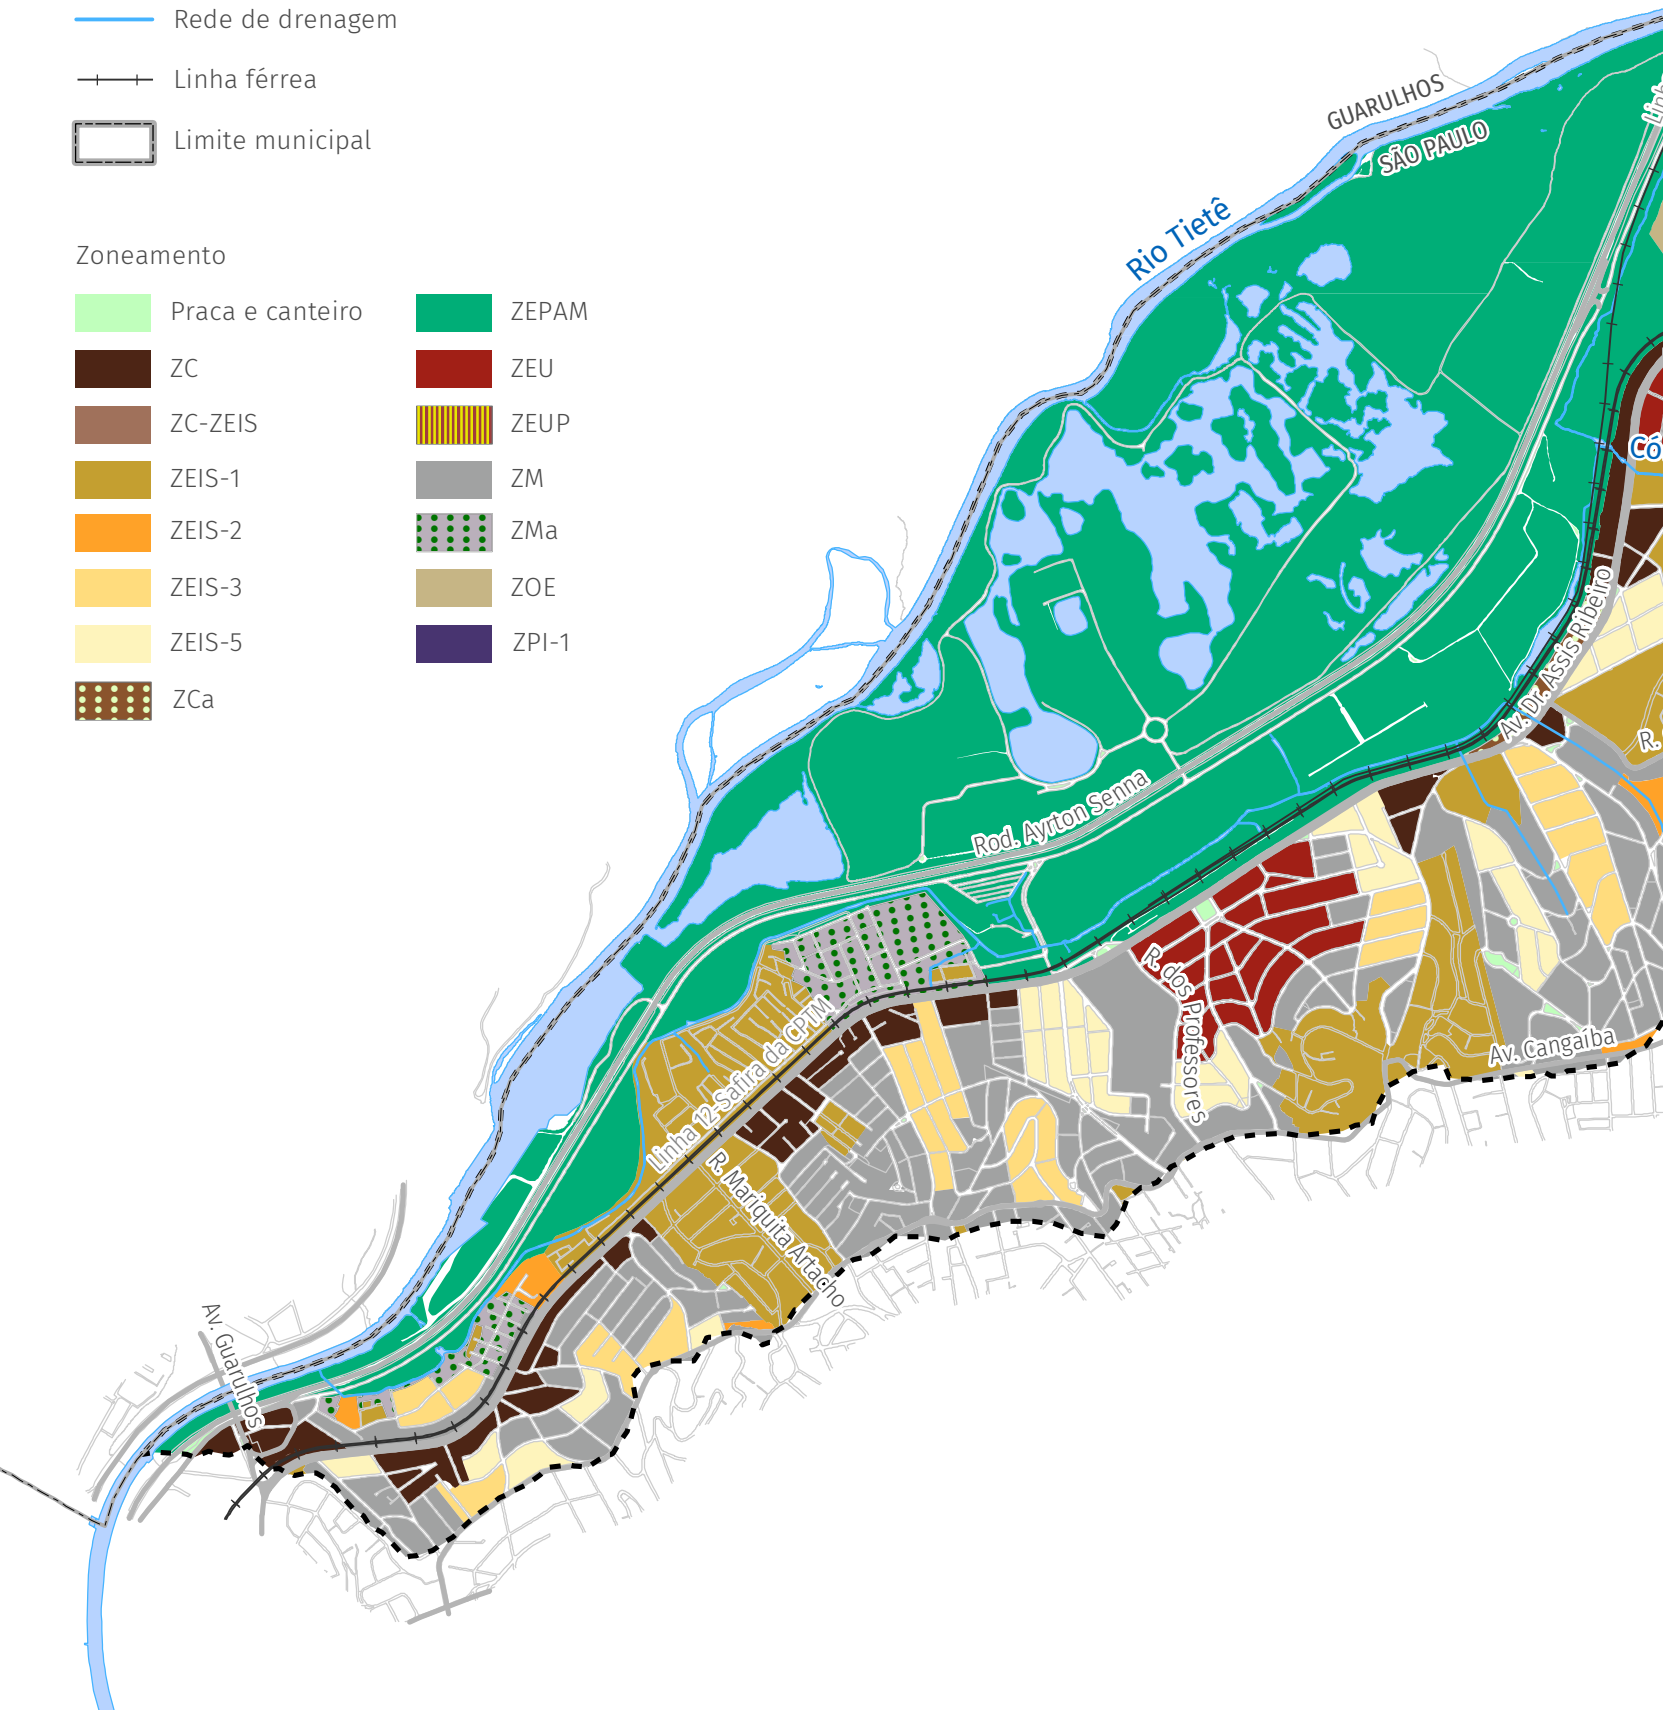 Rede de drenagem
Linha férrea
Limite municipal
Zoneamento
Praca e canteiro
ZC
ZC-ZEIS
ZEIS-1
ZEIS-2
ZEIS-3
ZEIS-5
ZCa
ZEPAM
ZEU
ZEUP
ZM
ZMa
ZOE
ZPI-1
GUARULHOS
SÃO PAULO
Rio Tietê
Av. Dr. Assis Ribeiro
Rod. Ayrton Senna
R. dos Professores
Av. Cangaíba
Linha 12-Safira da CPTM
R. Mariquita Artacho
Av. Guarulhos
R.